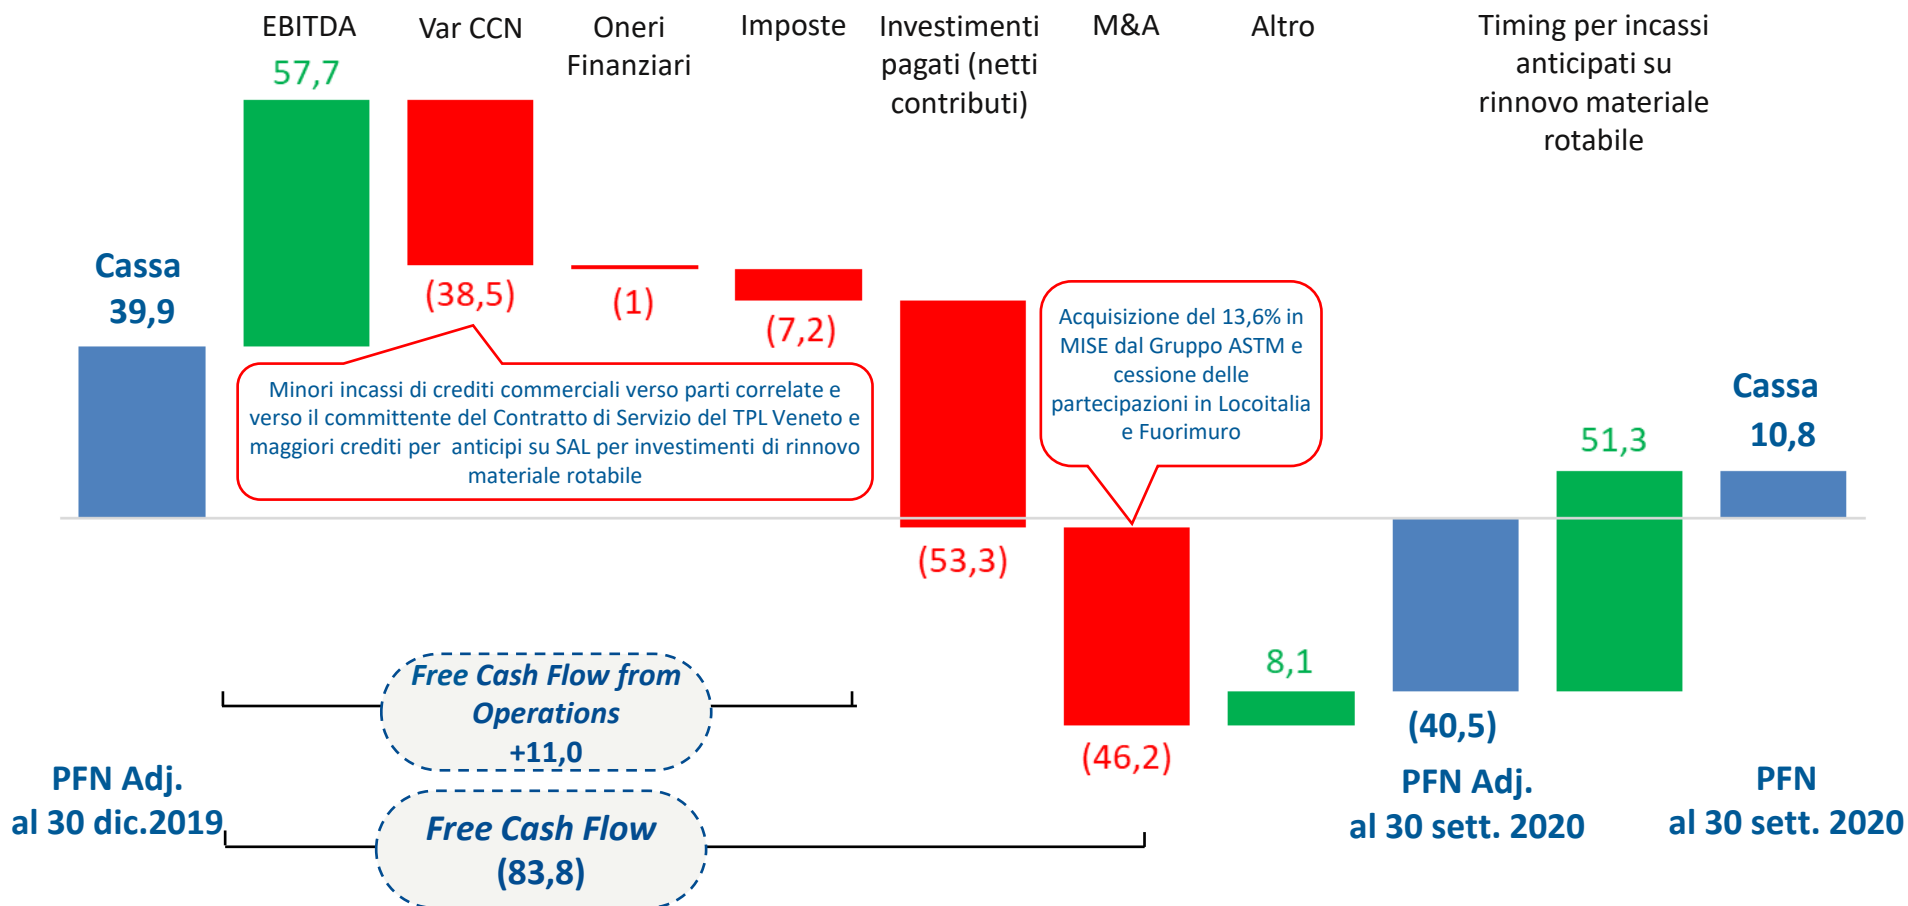 EBITDA
57,7
Var CCN
Oneri
Finanziari
Imposte
Investimenti
pagati (netti
contributi)
M&A
Altro
Timing per incassi
anticipati su
rinnovo materiale
rotabile
Cassa
39,9
(38,5)
(1)
(7,2)
Minori incassi di crediti commerciali verso parti correlate e
verso il committente del Contratto di Servizio del TPL Veneto e
maggiori crediti per anticipi su SAL per investimenti di rinnovo
materiale rotabile
Acquisizione del 13,6% in
MISE dal Gruppo ASTM e
cessione delle
partecipazioni in Locoitalia
e Fuorimuro
(53,3)
(46,2)
8,1
(40,5)
51,3
Cassa
10,8
Free Cash Flow from
Operations
+11,0
Free Cash Flow
(83,8)
PFN Adj.
al 30 dic.2019
PFN Adj.
al 30 sett. 2020
PFN
al 30 sett. 2020